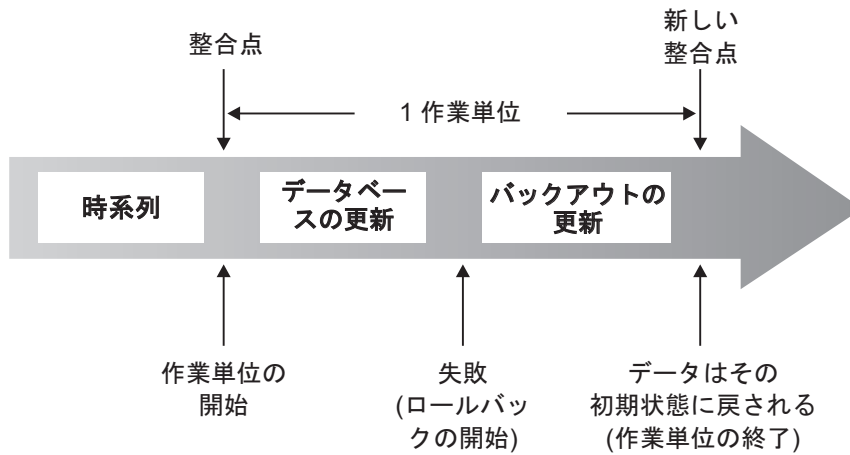 整合点
新しい
整合点
1 作業単位
時系列
データベー
スの更新
バックアウトの
更新
作業単位の
開始
失敗
(ロールバッ
クの開始)
データはその
初期状態に戻される
(作業単位の終了)